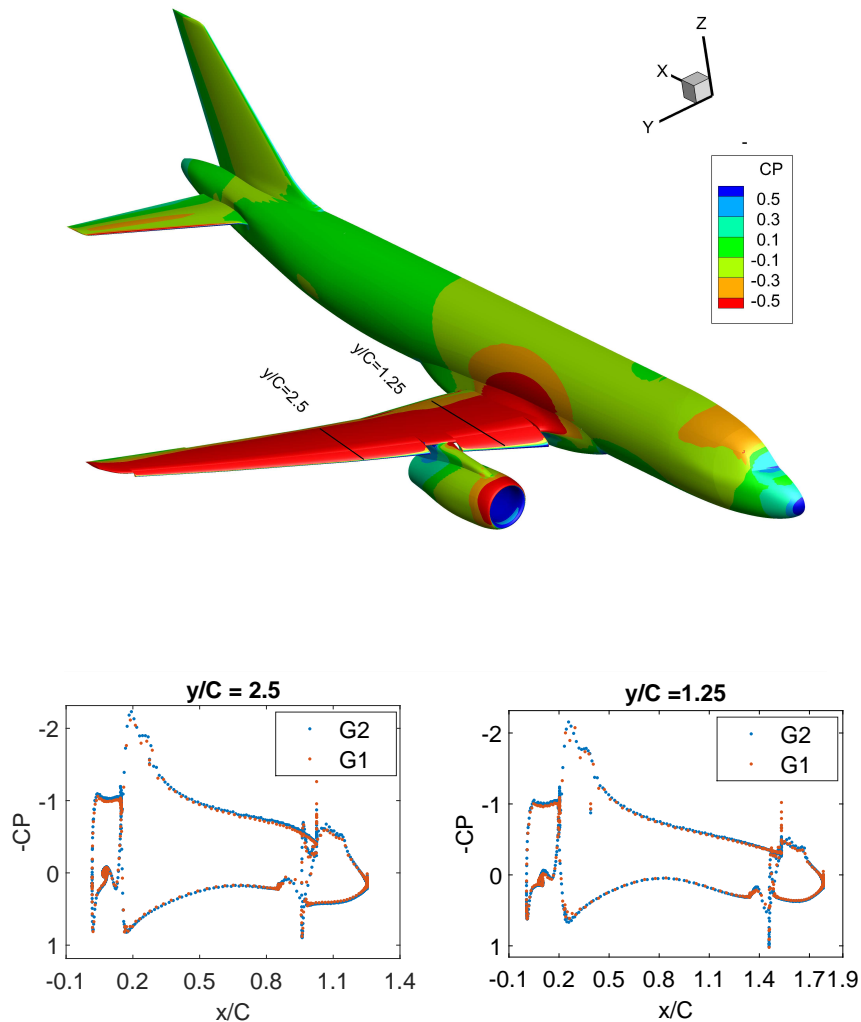 Z
X
Y
-
CP
0.5
0.3
0.1
-0.1
-0.3
-0.5
y/C=1.25
y/C=2.5
y/C = 2.5
G2
G1
-2
-1
0
1
-CP
-0.1 0.2 0.5 0.8 1.1 1.4
x/C
y/C =1.25
G2
G1
-2
-1
0
1
-CP
-0.1 0.2 0.5 0.8 1.1 1.4 1.71.9
x/C